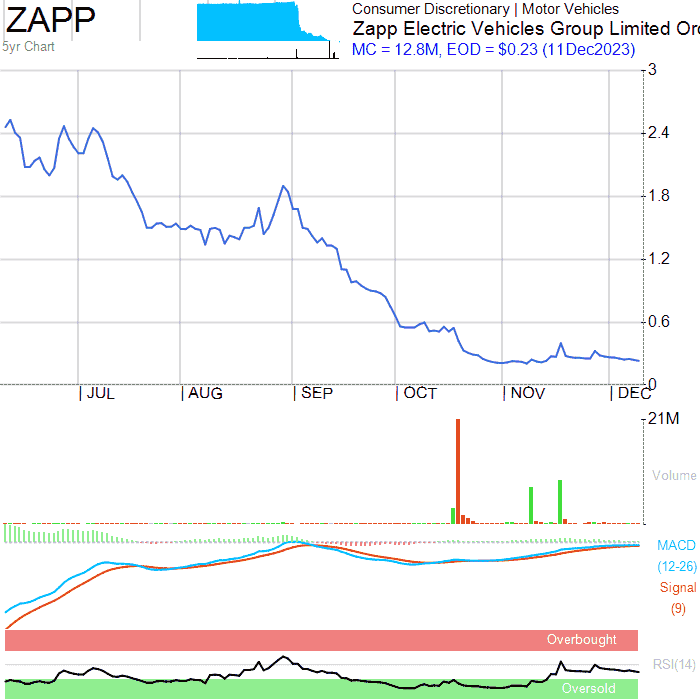 ZAPP
5yr Chart
Consumer Discretionary | Motor Vehicles
Zapp Electric Vehicles Group Limited Ord
MC = 12.8M, EOD = $0.23 (11Dec2023)
3
2.4
1.8
1.2
0.6
0
| JUL | AUG | SEP | OCT | NOV | DEC
21M
Volume
MACD
(12-26)
Signal
(9)
Overbought
RSI(14)
Oversold